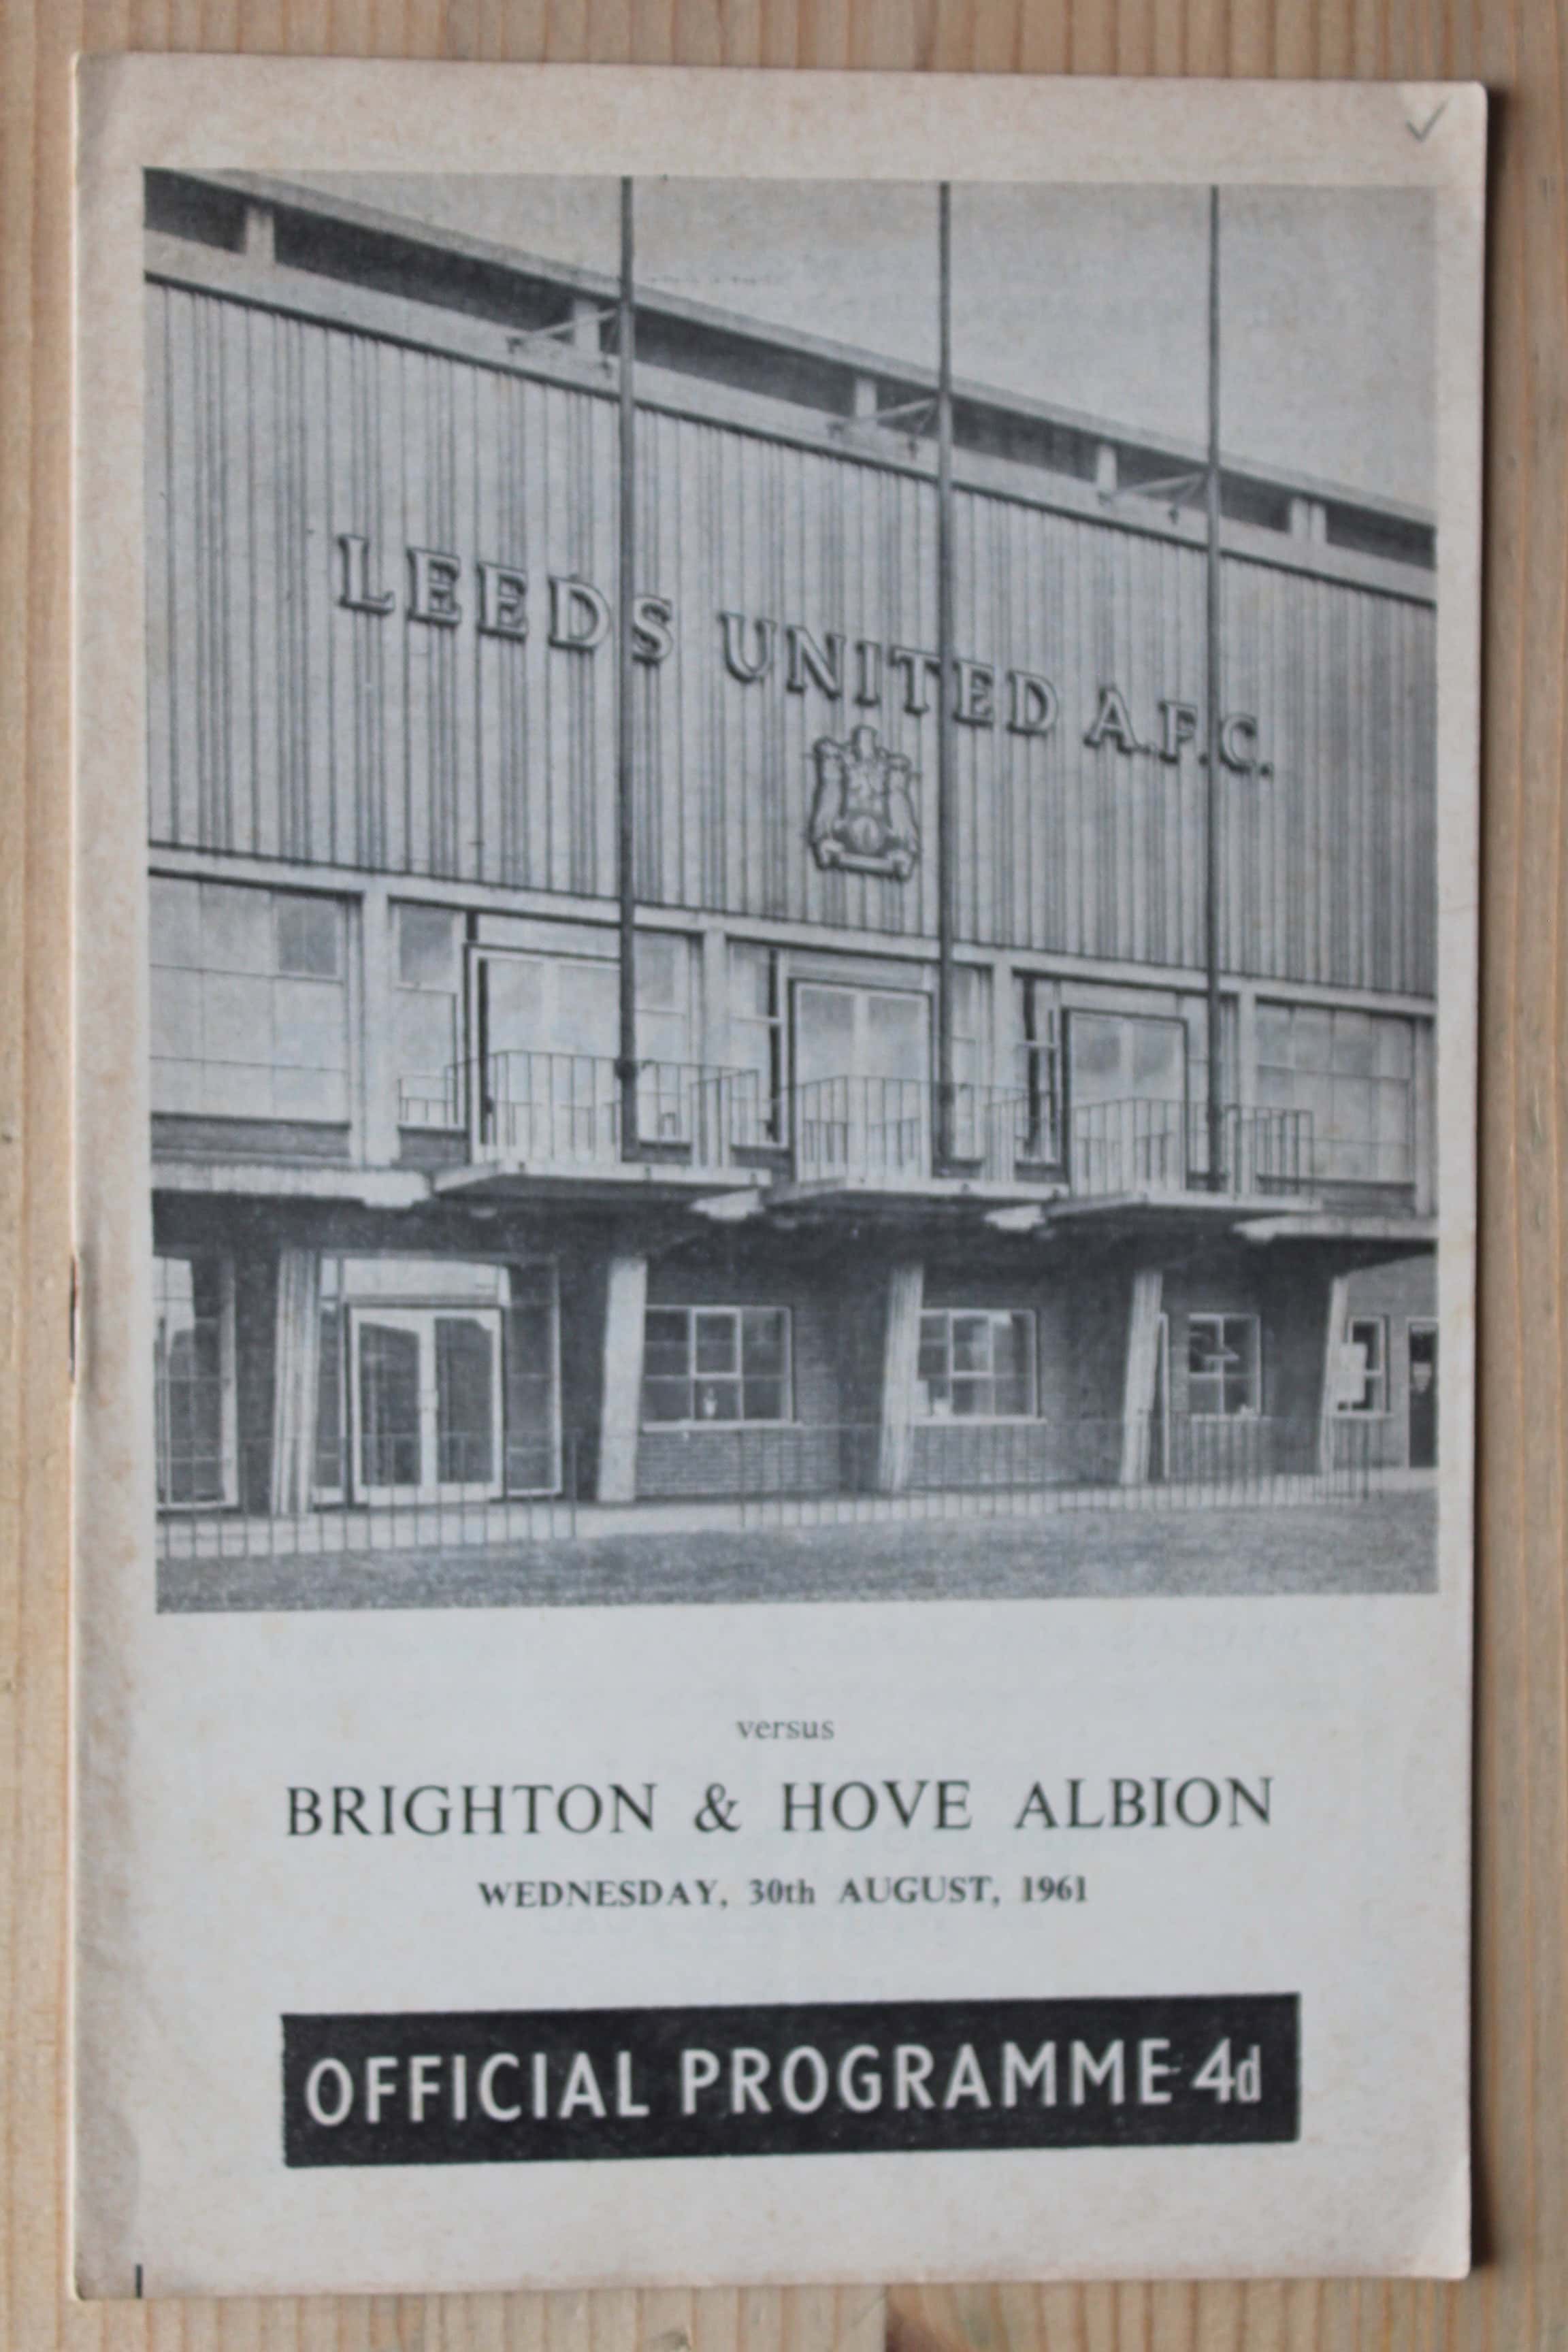 LEEDS UNITED A.F.C.
versus
BRIGHTON & HOVE ALBION
WEDNESDAY, 30th AUGUST, 1961
OFFICIAL PROGRAMME 4d